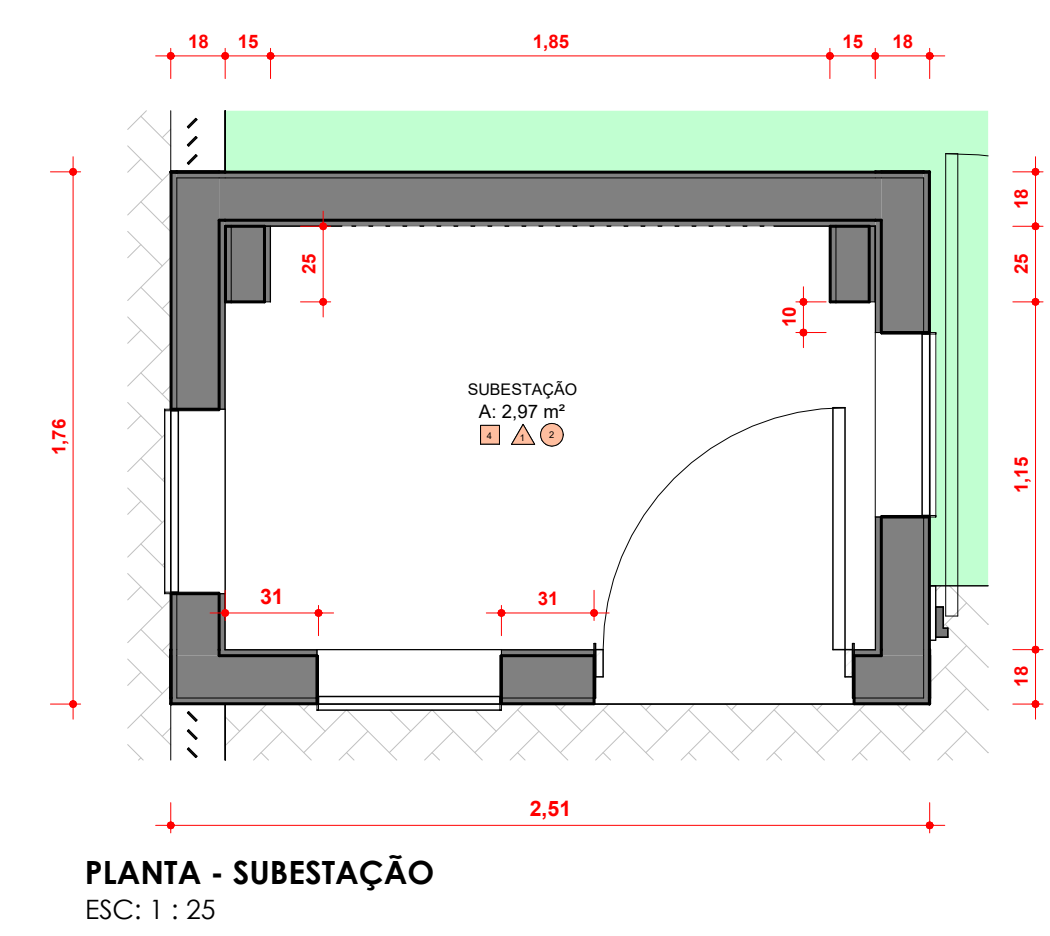 18 15 1,85 15 18
18
25
25
10
SUBESTAÇÃO
A: 2,97 m²
4 1 2
1,76
1,15
31 31
18
2,51
PLANTA - SUBESTAÇÃO
ESC: 1 : 25